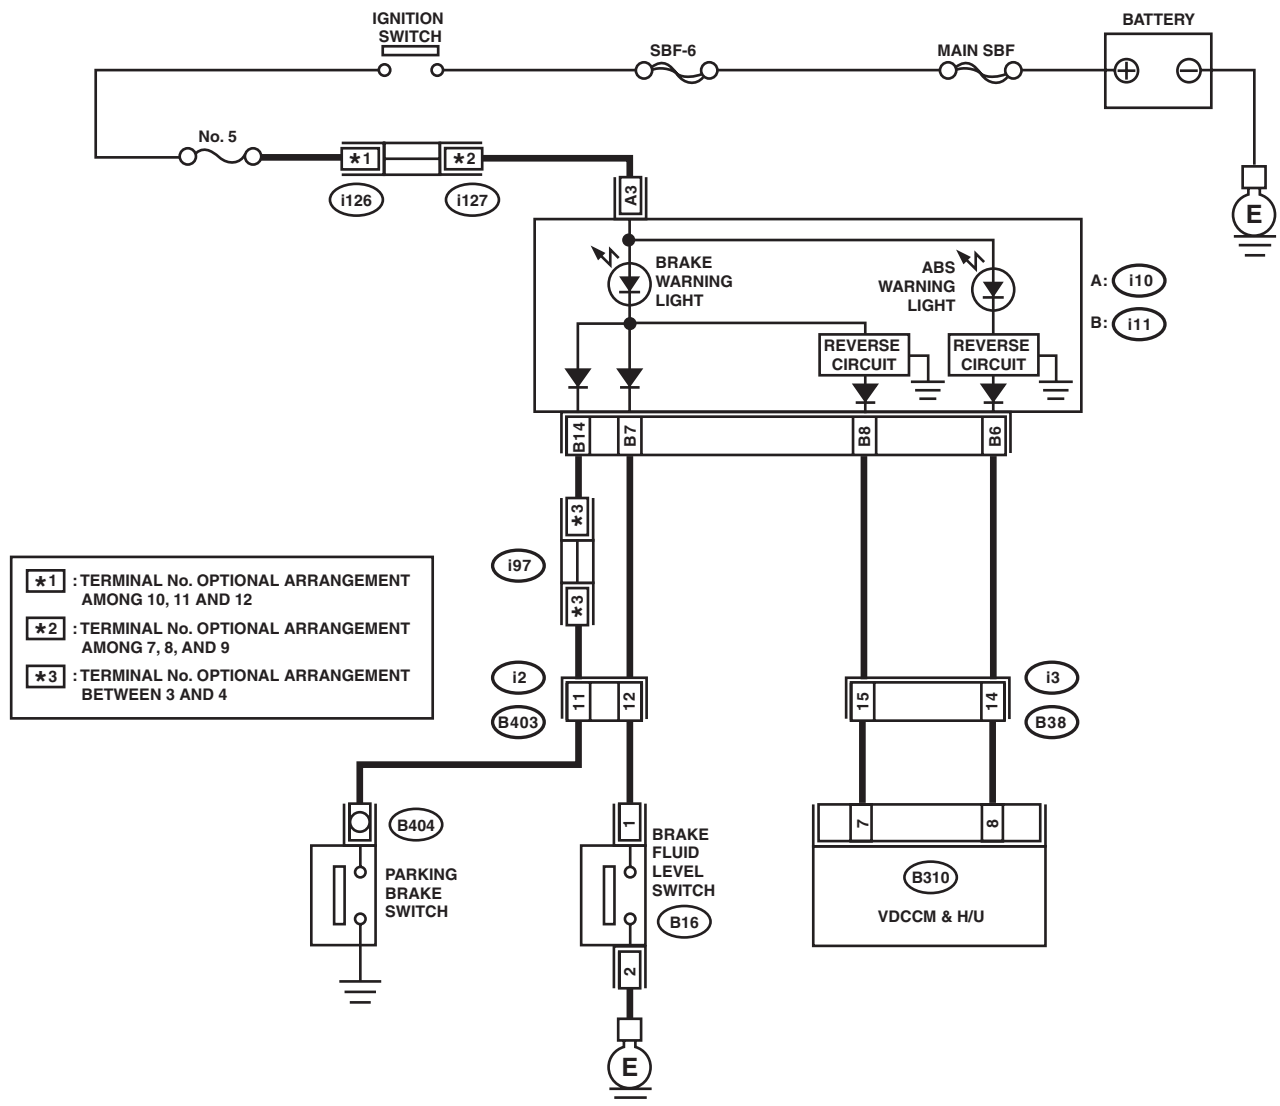 IGNITION
SWITCH
SBF-6
MAIN SBF
BATTERY
No. 5
*1
*2
i126
i127
A3
E
BRAKE
WARNING
LIGHT
ABS
WARNING
LIGHT
A: i10
B: i11
REVERSE
CIRCUIT
REVERSE
CIRCUIT
B14
B7
B8
B6
*3
i97
*3
*1 : TERMINAL No. OPTIONAL ARRANGEMENT
AMONG 10, 11 AND 12
*2 : TERMINAL No. OPTIONAL ARRANGEMENT
AMONG 7, 8, AND 9
*3 : TERMINAL No. OPTIONAL ARRANGEMENT
BETWEEN 3 AND 4
i2
B403
11
12
15
14
i3
B38
B404
PARKING
BRAKE
SWITCH
1
BRAKE
FLUID
LEVEL
SWITCH
B16
2
E
7
8
B310
VDCCM & H/U